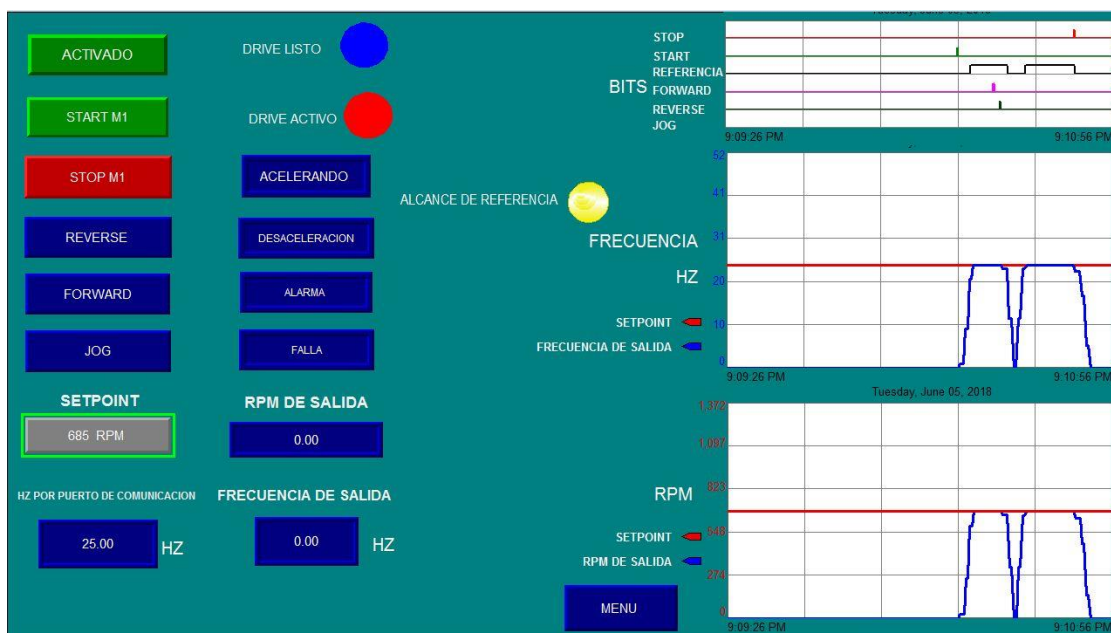 ACTIVADO
START M1
STOP M1
REVERSE
FORWARD
JOG
SETPOINT
685 RPM
HZ POR PUERTO DE COMUNICACION
25.00 HZ
DRIVE LISTO
DRIVE ACTIVO
ACELERANDO
DESACELERACION
ALARMA
FALLA
RPM DE SALIDA
0.00
FRECUENCIA DE SALIDA
0.00 HZ
ALCANCE DE REFERENCIA
Tuesday, June 05, 2018
BITS
STOP
START
REFERENCIA
FORWARD
REVERSE
JOG
9:09:26 PM 9:10:56 PM
FRECUENCIA
HZ
SETPOINT
FRECUENCIA DE SALIDA
52
41
31
20
10
0
9:09:26 PM 9:10:56 PM
Tuesday, June 05, 2018
RPM
SETPOINT
RPM DE SALIDA
1,372
1,097
823
548
274
0
9:09:26 PM 9:10:56 PM
MENU